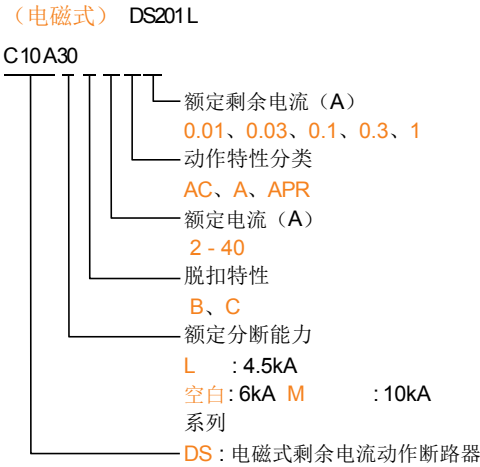 （电磁式） DS201 L
C10 A30
额定剩余电流（A）
0.01、0.03、0.1、0.3、1
动作特性分类
AC、A、APR
额定电流（A）
2 - 40
脱扣特性
B、C
额定分断能力
L : 4.5kA
空白: 6kA M : 10kA
系列
DS : 电磁式剩余电流动作断路器